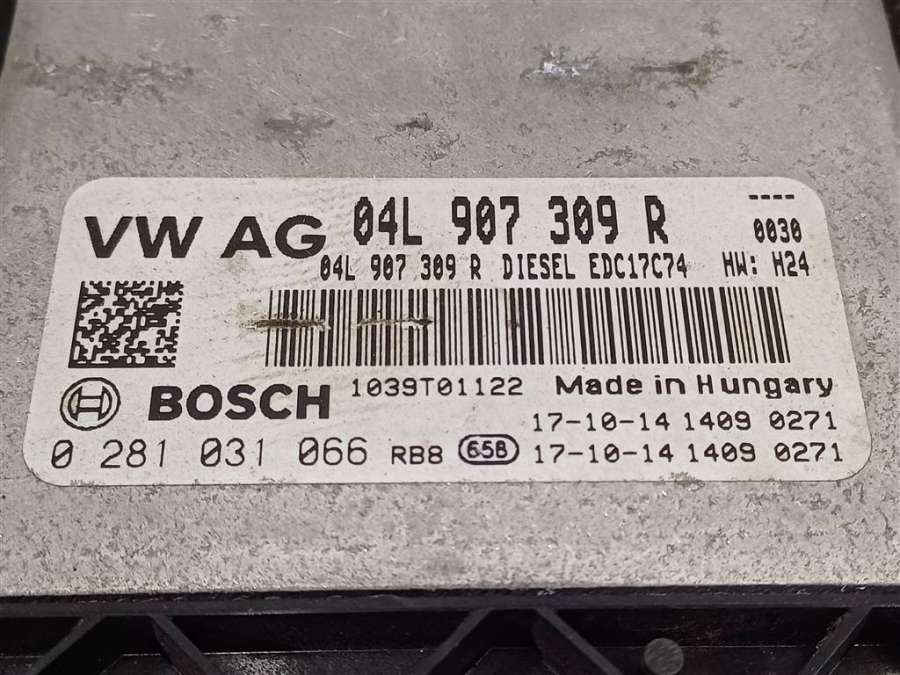 VW AG 04L 907 309 R ----
0030
04L 907 309 R DIESEL EDC17C74 HW: H24
BOSCH 1039T01122 Made in Hungary
17-10-14 1409 0271
0 281 031 066 RB8 65B 17-10-14 1409 0271